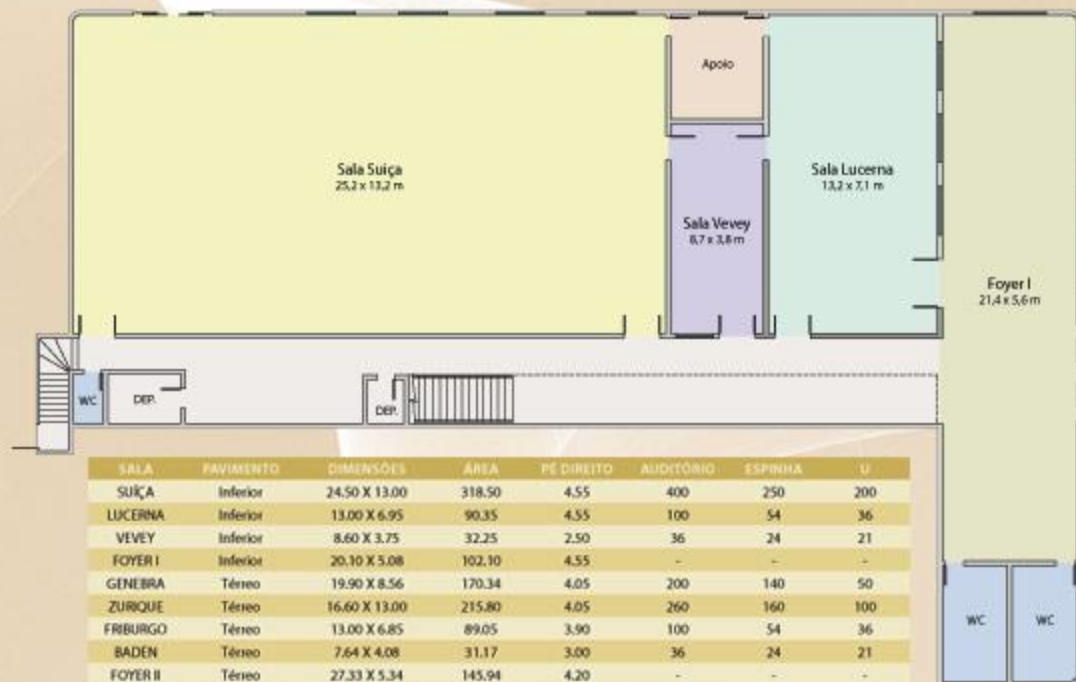 Apoio
Sala Suiça
25,2 x 13,2 m
Sala Lucerna
13,2 x 7,1 m
Sala Vevey
8,7 x 3,8 m
Foyer I
21,4 x 5,6 m
WC
DEP.
DEP.
SALA PAVIMENTO DIMENSÕES ÁREA PÉ DIREITO AUDITÓRIO ESPINHA U
SUÍÇA Inferior 24.50 X 13.00 318.50 4.55 400 250 200
LUCERNA Inferior 13.00 X 6.95 90.35 4.55 100 54 36
VEVEY Inferior 8.60 X 3.75 32.25 2.50 36 24 21
FOYER I Inferior 20.10 X 5.08 102.10 4.55 - - -
GENEBRA Térreo 19.90 X 8.56 170.34 4.05 200 140 50
ZURIQUE Térreo 16.60 X 13.00 215.80 4.05 260 160 100
FRIBURGO Térreo 13.00 X 6.85 89.05 3.90 100 54 36
BADEN Térreo 7.64 X 4.08 31.17 3.00 36 24 21
FOYER II Térreo 27.33 X 5.34 145.94 4.20 - - -
WC
WC